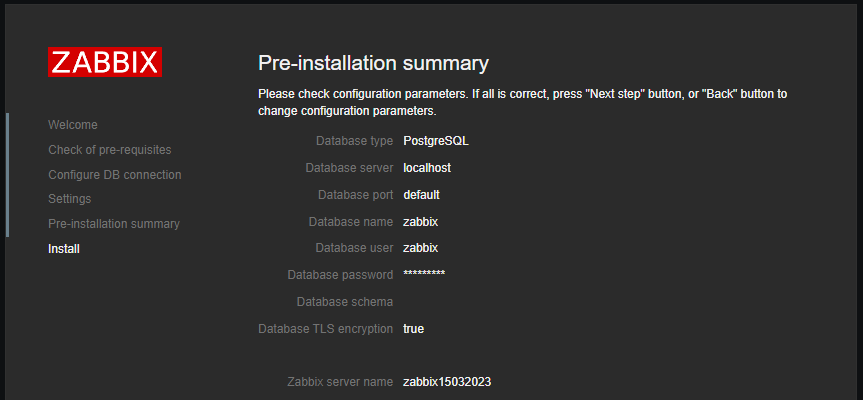 ZABBIX
Welcome
Check of pre-requisites
Configure DB connection
Settings
Pre-installation summary
Install
Pre-installation summary
Please check configuration parameters. If all is correct, press "Next step" button, or "Back" button to
change configuration parameters.
Database type PostgreSQL
Database server localhost
Database port default
Database name zabbix
Database user zabbix
Database password *********
Database schema
Database TLS encryption true
Zabbix server name zabbix15032023